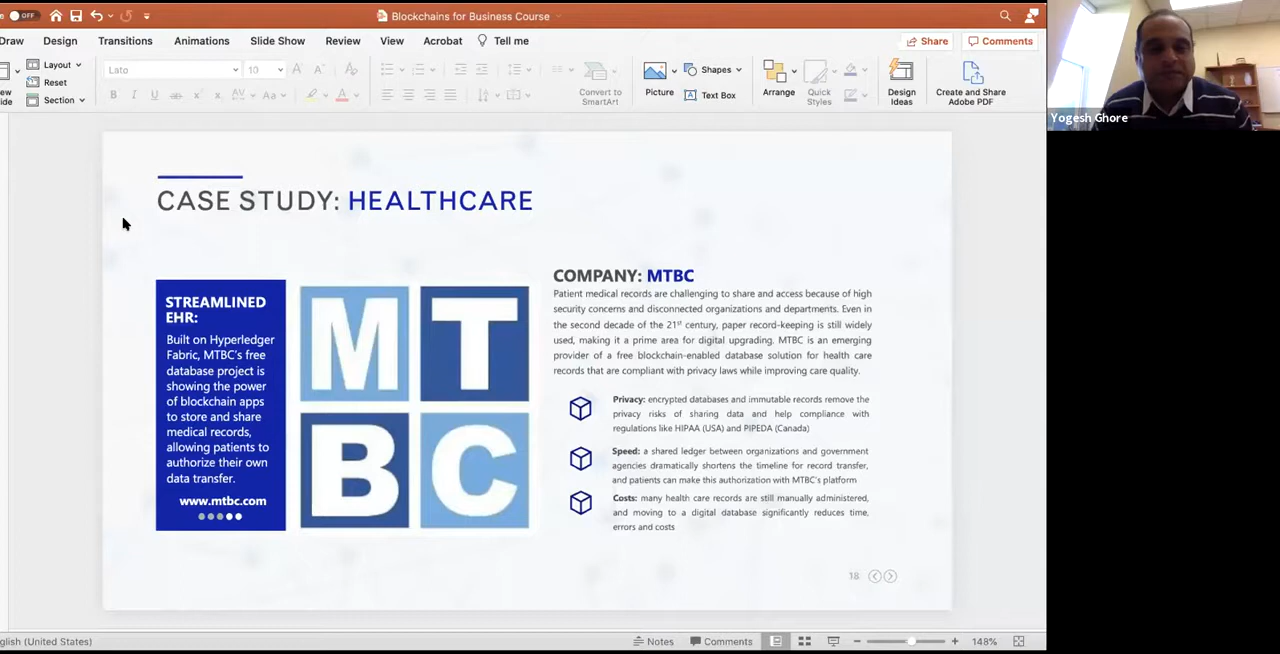 OFF
Blockchains for Business Course
Draw Design Transitions Animations Slide Show Review View Acrobat Tell me
Share Comments
Layout
Reset
Section
Lato 10
Convert to
SmartArt
Picture
Shapes
Text Box
Arrange
Quick
Styles
Design
Ideas
Create and Share
Adobe PDF
Yogesh Ghore
CASE STUDY: HEALTHCARE
STREAMLINED
EHR:
Built on Hyperledger
Fabric, MTBC's free
database project is
showing the power
of blockchain apps
to store and share
medical records,
allowing patients to
authorize their own
data transfer.
www.mtbc.com
M T
B C
COMPANY: MTBC
Patient medical records are challenging to share and access because of high
security concerns and disconnected organizations and departments. Even in
the second decade of the 21st century, paper record-keeping is still widely
used, making it a prime area for digital upgrading. MTBC is an emerging
provider of a free blockchain-enabled database solution for health care
records that are compliant with privacy laws while improving care quality.
Privacy: encrypted databases and immutable records remove the
privacy risks of sharing data and help compliance with
regulations like HIPAA (USA) and PIPEDA (Canada)
Speed: a shared ledger between organizations and government
agencies dramatically shortens the timeline for record transfer,
and patients can make this authorization with MTBC's platform
Costs: many health care records are still manually administered,
and moving to a digital database significantly reduces time,
errors and costs
18
(United States)
Notes Comments 148%